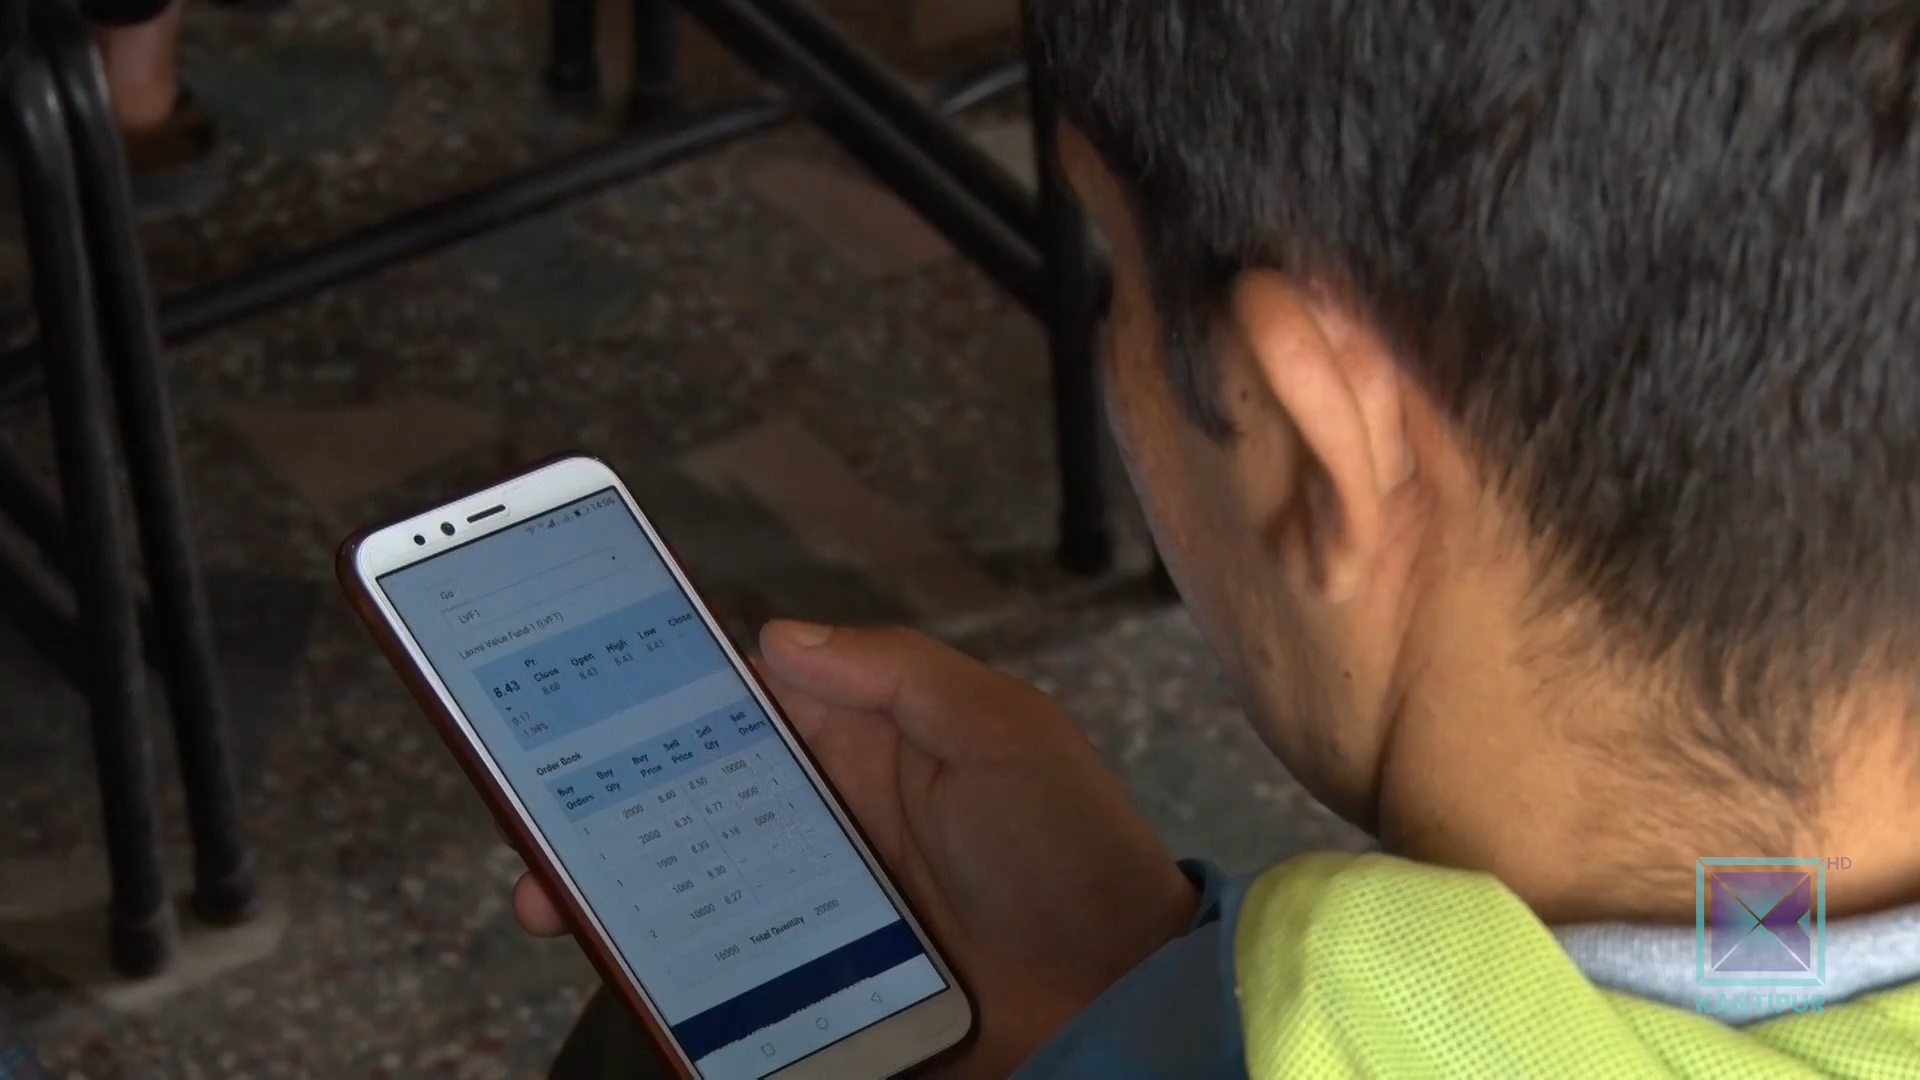 14:06
Go
LVF1
Laxmi Value Fund-1 (LVF1)
8.43 Pr. Close Open High Low Close
8.60 8.43 8.43 8.43 --
0.17
Order Book
Buy Orders Buy Qty Buy Price Sell Price Sell Qty Sell Orders
1 2000 8.40 8.50 10000 1
1 2000 8.35 8.77 5000 1
1 1000 8.33 9.18 5000 1
1 1000 8.30 -- -- --
2 10000 8.27 -- -- --
16000 Total Quantity 20000
HD
KANTIPUR